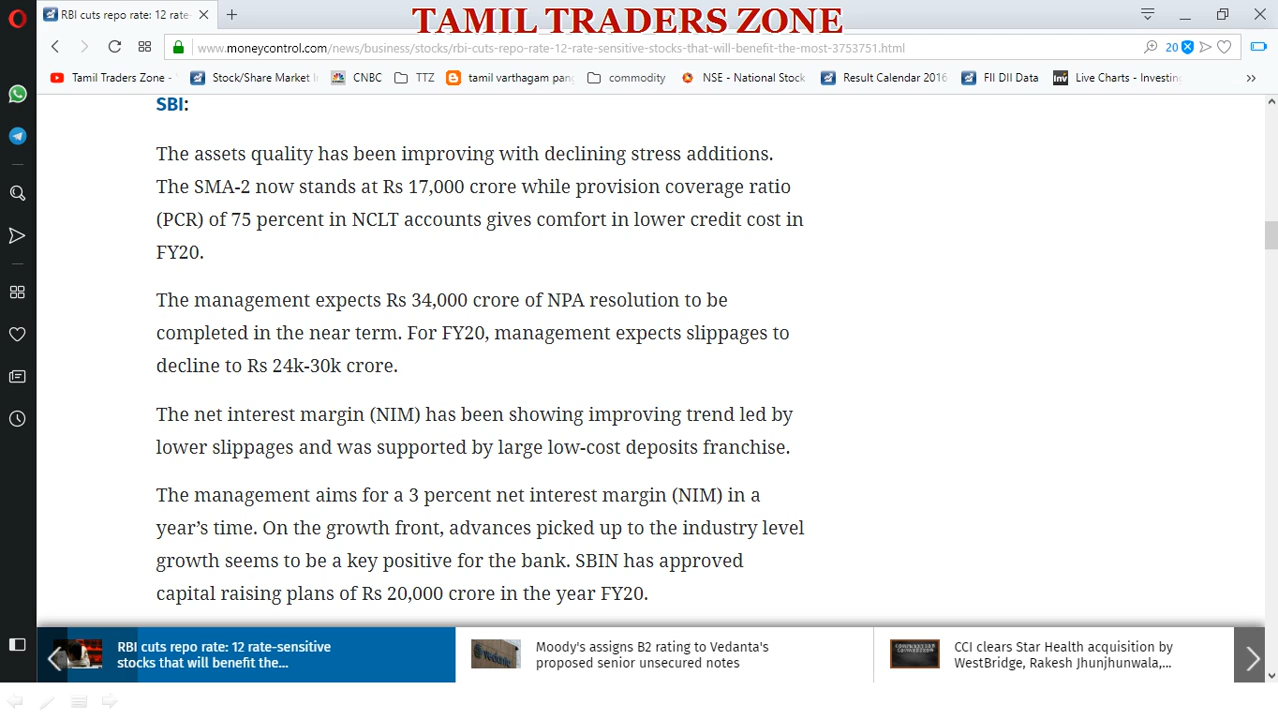 RBI cuts repo rate: 12 rate-
TAMIL TRADERS ZONE
www.moneycontrol.com/news/business/stocks/rbi-cuts-repo-rate-12-rate-sensitive-stocks-that-will-benefit-the-most-3753751.html
20
Tamil Traders Zone - Stock/Share Market I CNBC TTZ tamil varthagam pan commodity NSE - National Stock Result Calendar 2016 FII DII Data Inv Live Charts - Investin
SBI:
The assets quality has been improving with declining stress additions.
The SMA-2 now stands at Rs 17,000 crore while provision coverage ratio
(PCR) of 75 percent in NCLT accounts gives comfort in lower credit cost in
FY20.
The management expects Rs 34,000 crore of NPA resolution to be
completed in the near term. For FY20, management expects slippages to
decline to Rs 24k-30k crore.
The net interest margin (NIM) has been showing improving trend led by
lower slippages and was supported by large low-cost deposits franchise.
The management aims for a 3 percent net interest margin (NIM) in a
year's time. On the growth front, advances picked up to the industry level
growth seems to be a key positive for the bank. SBIN has approved
capital raising plans of Rs 20,000 crore in the year FY20.
RBI cuts repo rate: 12 rate-sensitive
stocks that will benefit the...
Moody's assigns B2 rating to Vedanta's
proposed senior unsecured notes
CCI clears Star Health acquisition by
WestBridge, Rakesh Jhunjhunwala,...